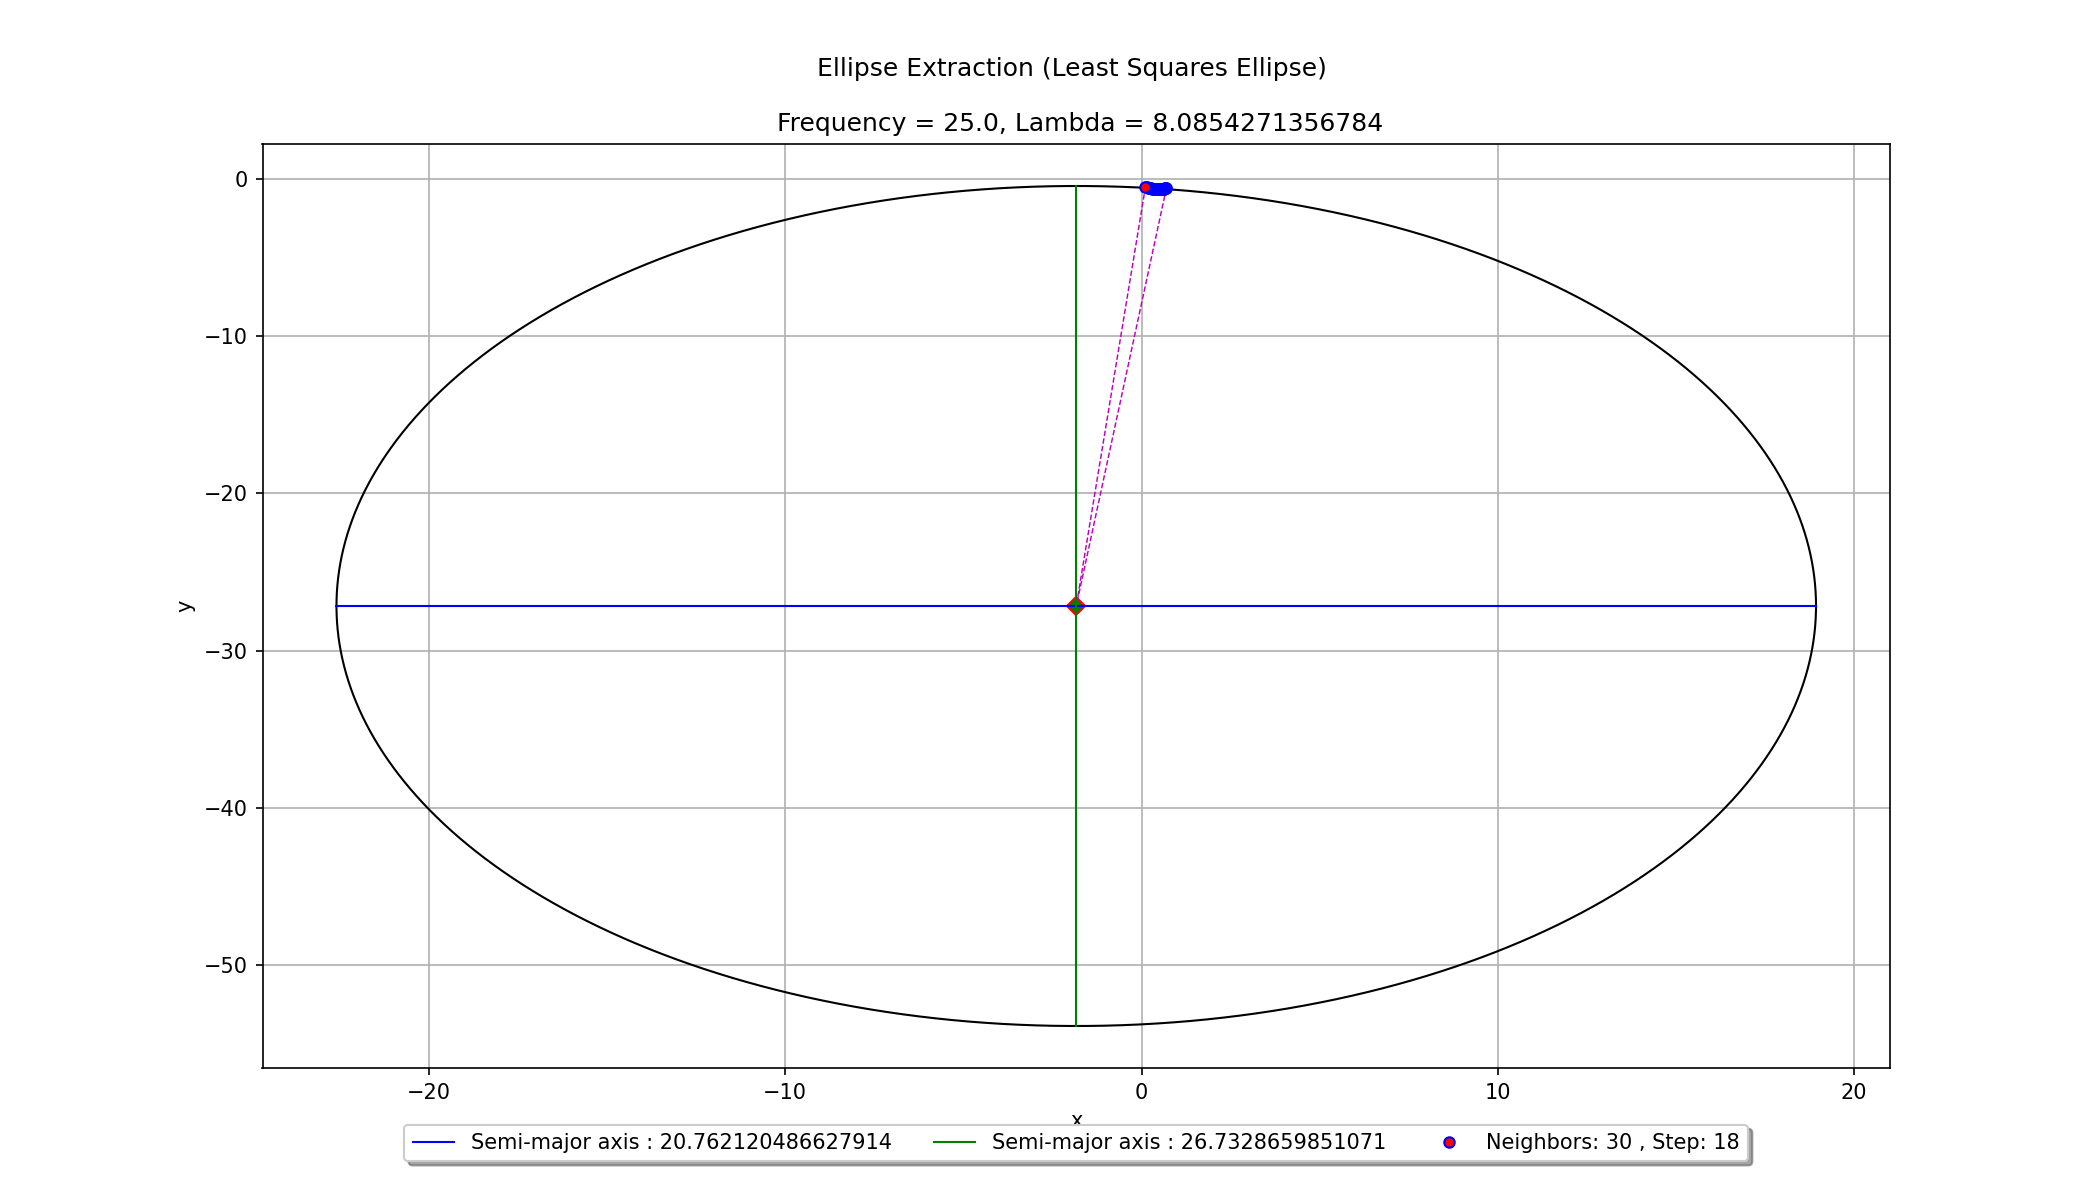 Ellipse Extraction (Least Squares Ellipse)
Frequency = 25.0, Lambda = 8.0854271356784
0
−10
−20
−30
−40
−50
y
−20
−10
0
10
20
x
Semi-major axis : 20.762120486627914
Semi-major axis : 26.7328659851071
Neighbors: 30 , Step: 18